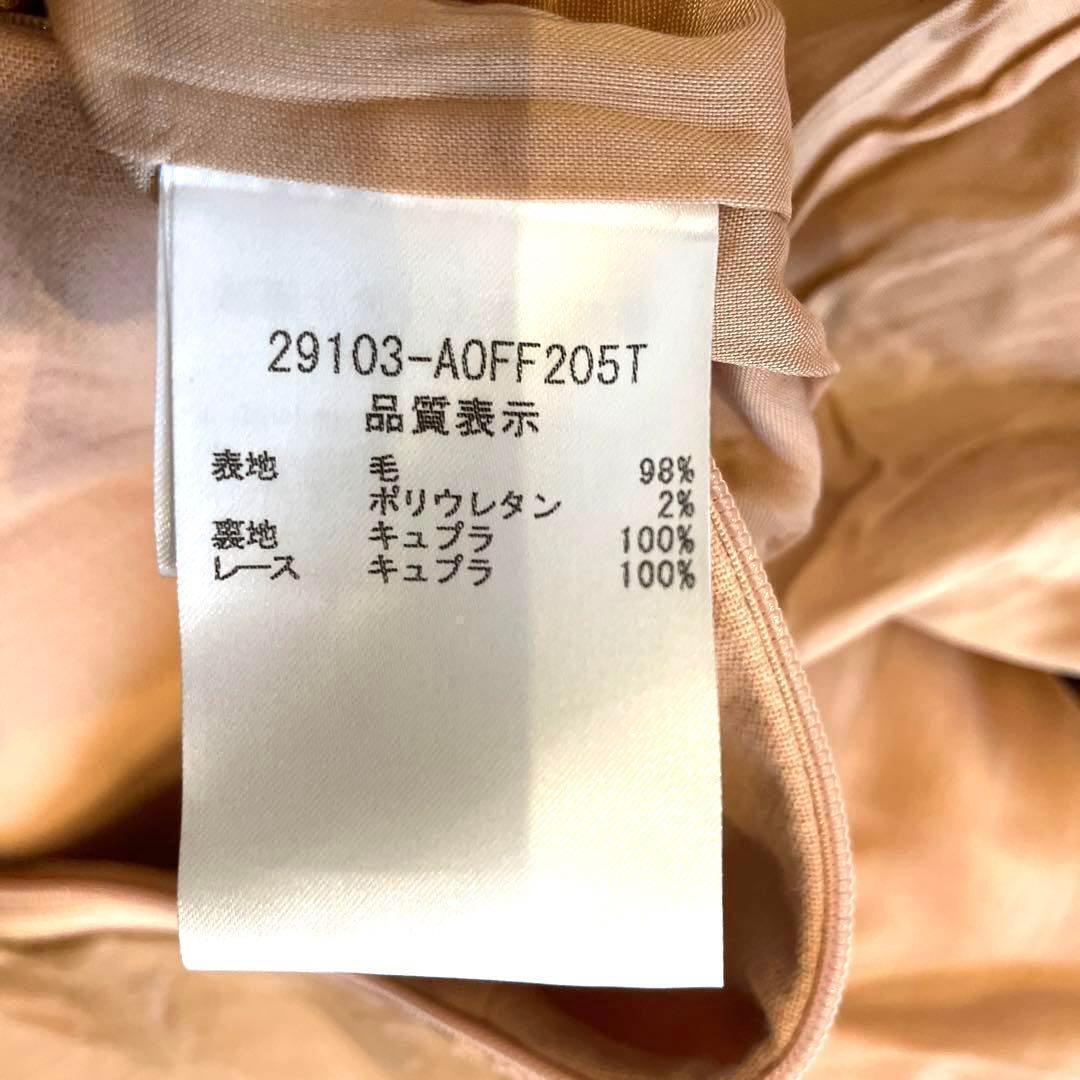 29103-A0FF205T
品質表示
表地 毛 98%
ポリウレタン 2%
裏地 キュプラ 100%
レース キュプラ 100%